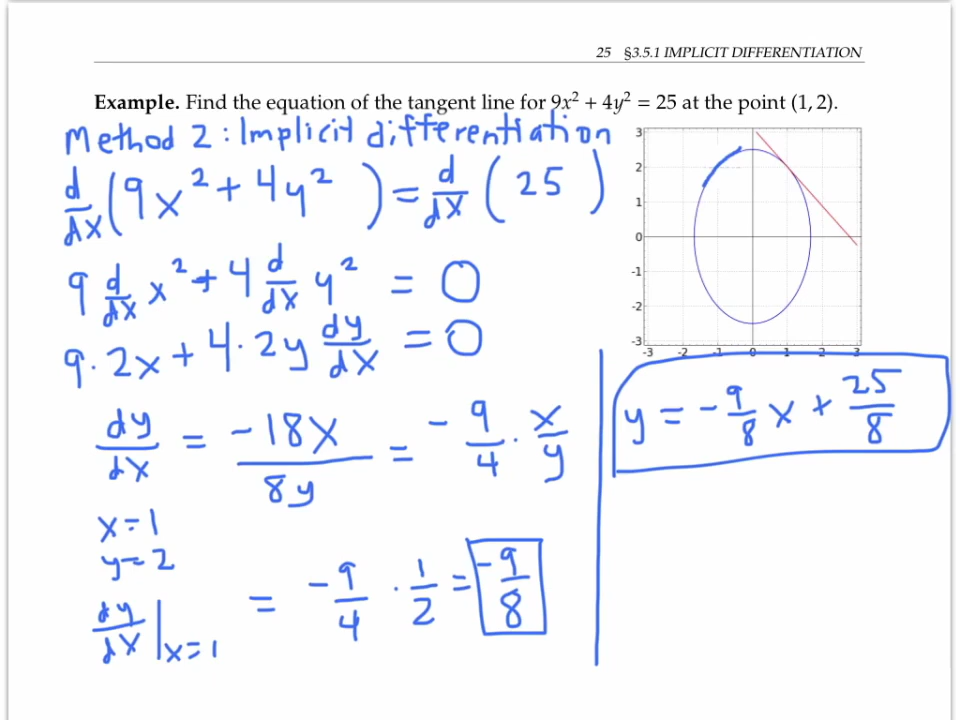 25 §3.5.1 IMPLICIT DIFFERENTIATION
Example. Find the equation of the tangent line for 9x² + 4y² = 25 at the point (1, 2).
Method 2: Implicit differentiation
d/dx (9x² + 4y²) = d/dx (25)
9 d/dx x² + 4 d/dx y² = 0
9·2x + 4·2y dy/dx = 0
dy/dx = -18x/8y = -9/4 · x/y
x=1
y=2
dy/dx |x=1 = -9/4 · 1/2 = -9/8
3
2
1
0
-1
-2
-3
-3 -2 -1 0 1 2 3
y = -9/8 x + 25/8